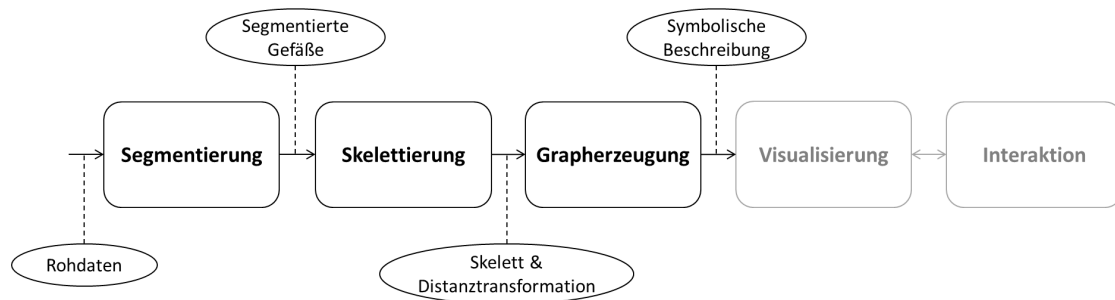 Segmentierte
Gefäße
Symbolische
Beschreibung
Segmentierung
Skelettierung
Grapherzeugung
Visualisierung
Interaktion
Rohdaten
Skelett &
Distanztransformation